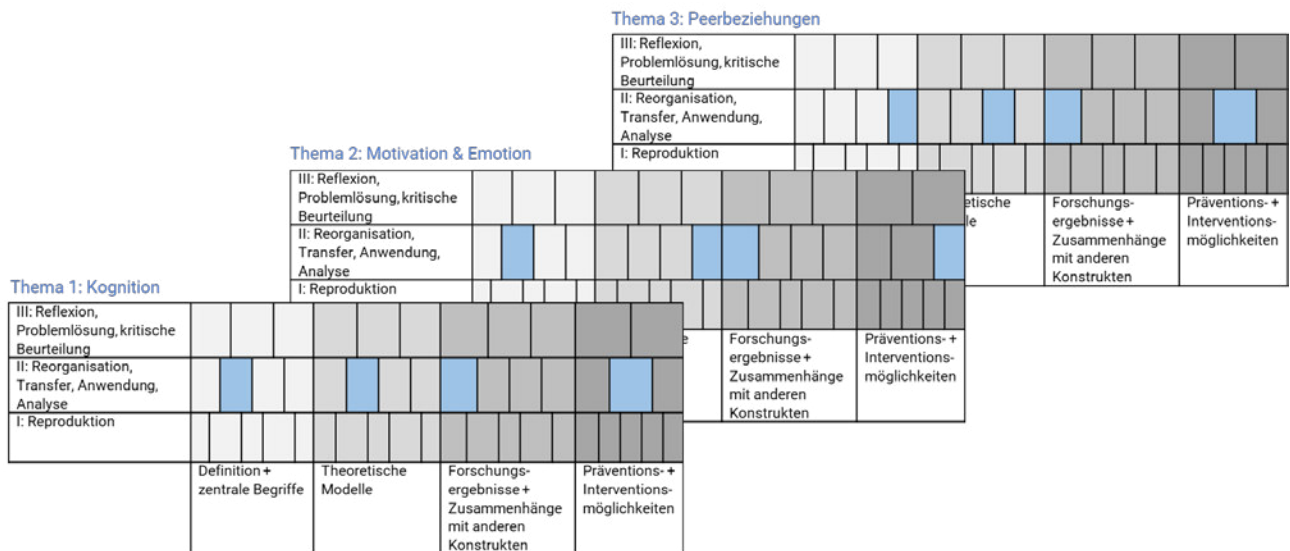 Thema 3: Peerbeziehungen
III: Reflexion,
Problemlösung, kritische
Beurteilung
II: Reorganisation,
Transfer, Anwendung,
Analyse
I: Reproduktion
Forschungs-
ergebnisse +
Zusammenhänge
mit anderen
Konstrukten
Präventions- +
Interventions-
möglichkeiten
Thema 2: Motivation & Emotion
III: Reflexion,
Problemlösung, kritische
Beurteilung
II: Reorganisation,
Transfer, Anwendung,
Analyse
I: Reproduktion
Forschungs-
ergebnisse +
Zusammenhänge
mit anderen
Konstrukten
Präventions- +
Interventions-
möglichkeiten
Thema 1: Kognition
III: Reflexion,
Problemlösung, kritische
Beurteilung
II: Reorganisation,
Transfer, Anwendung,
Analyse
I: Reproduktion
Definition +
zentrale Begriffe
Theoretische
Modelle
Forschungs-
ergebnisse +
Zusammenhänge
mit anderen
Konstrukten
Präventions- +
Interventions-
möglichkeiten